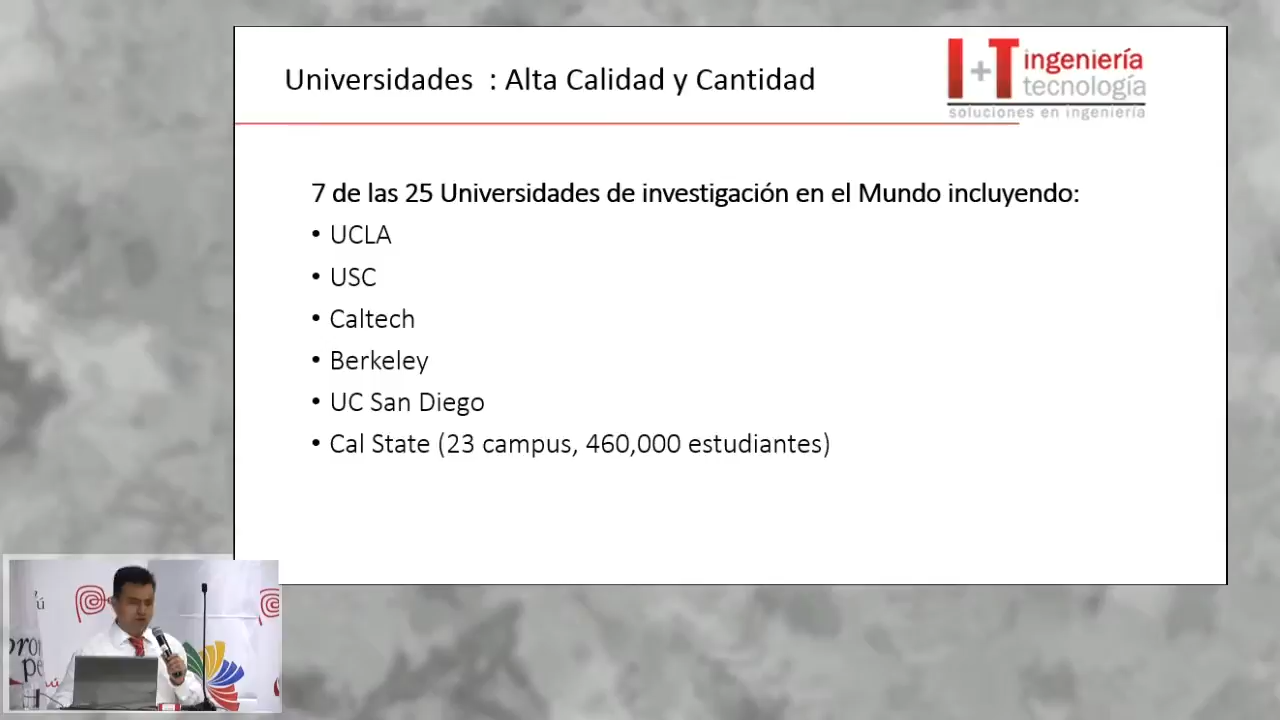 Universidades : Alta Calidad y Cantidad
I+T ingeniería
tecnología
soluciones en ingeniería
7 de las 25 Universidades de investigación en el Mundo incluyendo:
• UCLA
• USC
• Caltech
• Berkeley
• UC San Diego
• Cal State (23 campus, 460,000 estudiantes)